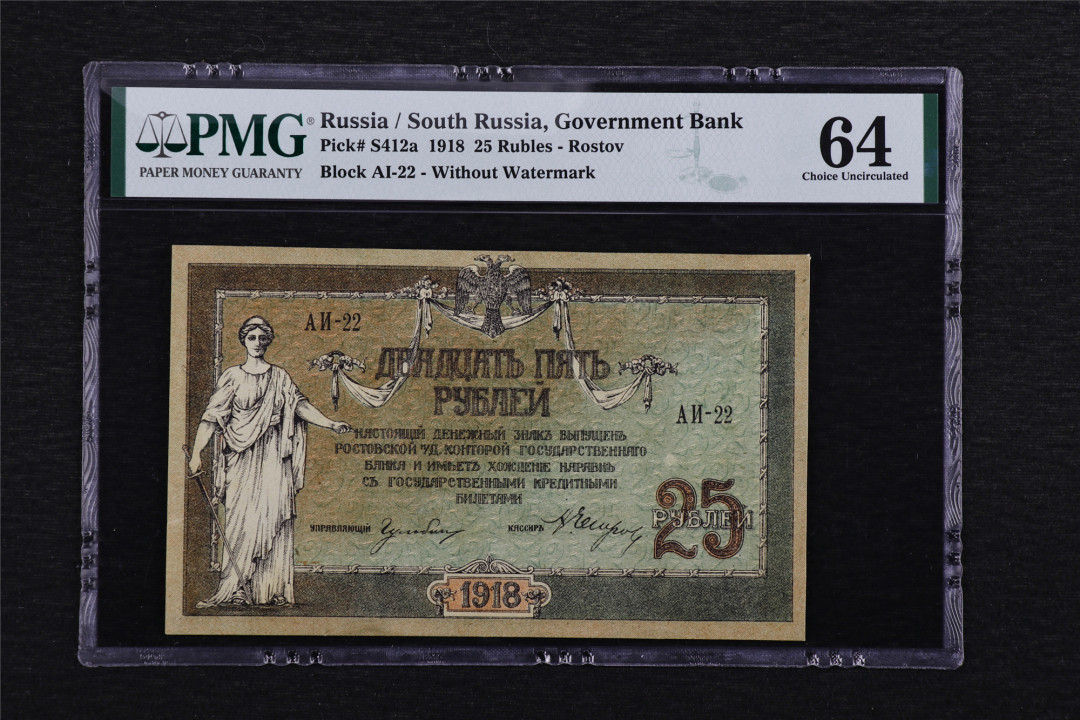 PMG®
PAPER MONEY GUARANTY
Russia / South Russia, Government Bank
Pick# S412a 1918 25 Rubles - Rostov
Block AI-22 - Without Watermark
64
Choice Uncirculated
АИ-22
ДВАДЦАТЬ ПЯТЬ
РУБЛЕЙ
АИ-22
НАСТОЯЩІЙ ДЕНЕЖНЫЙ ЗНАКЪ ВЫПУЩЕНЪ
РОСТОВСКОЙ Н/Д. КОНТОРОЙ ГОСУДАРСТВЕННАГО
БАНКА И ИМѢЕТЪ ХОЖДЕНІЕ НАРАВНѢ
СЪ ГОСУДАРСТВЕННЫМИ КРЕДИТНЫМИ
БИЛЕТАМИ
25
РУБЛЕЙ
УПРАВЛЯЮЩІЙ
КАССИРЪ
1918